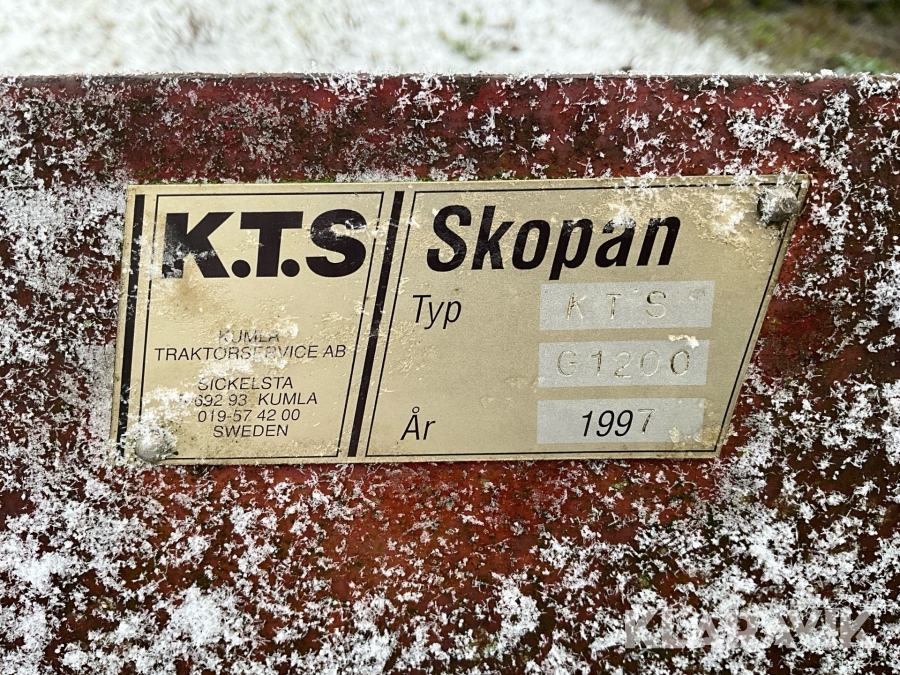 K.T.S
KUMLA
TRAKTORSERVICE AB
SICKELSTA
692 93 KUMLA
019-57 42 00
SWEDEN
Skopan
Typ KTS
G1200
År 1997
KLARAVIK